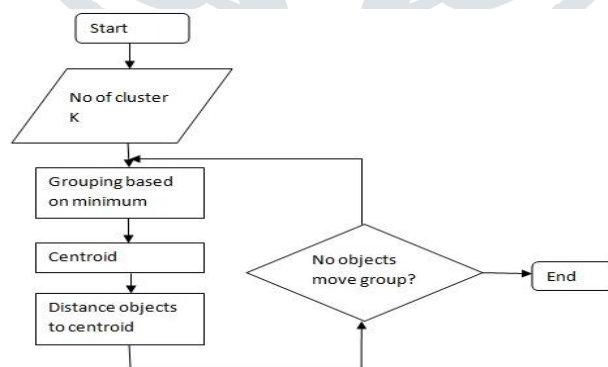 Start
No of cluster
K
Grouping based
on minimum
Centroid
Distance objects
to centroid
No objects
move group?
End